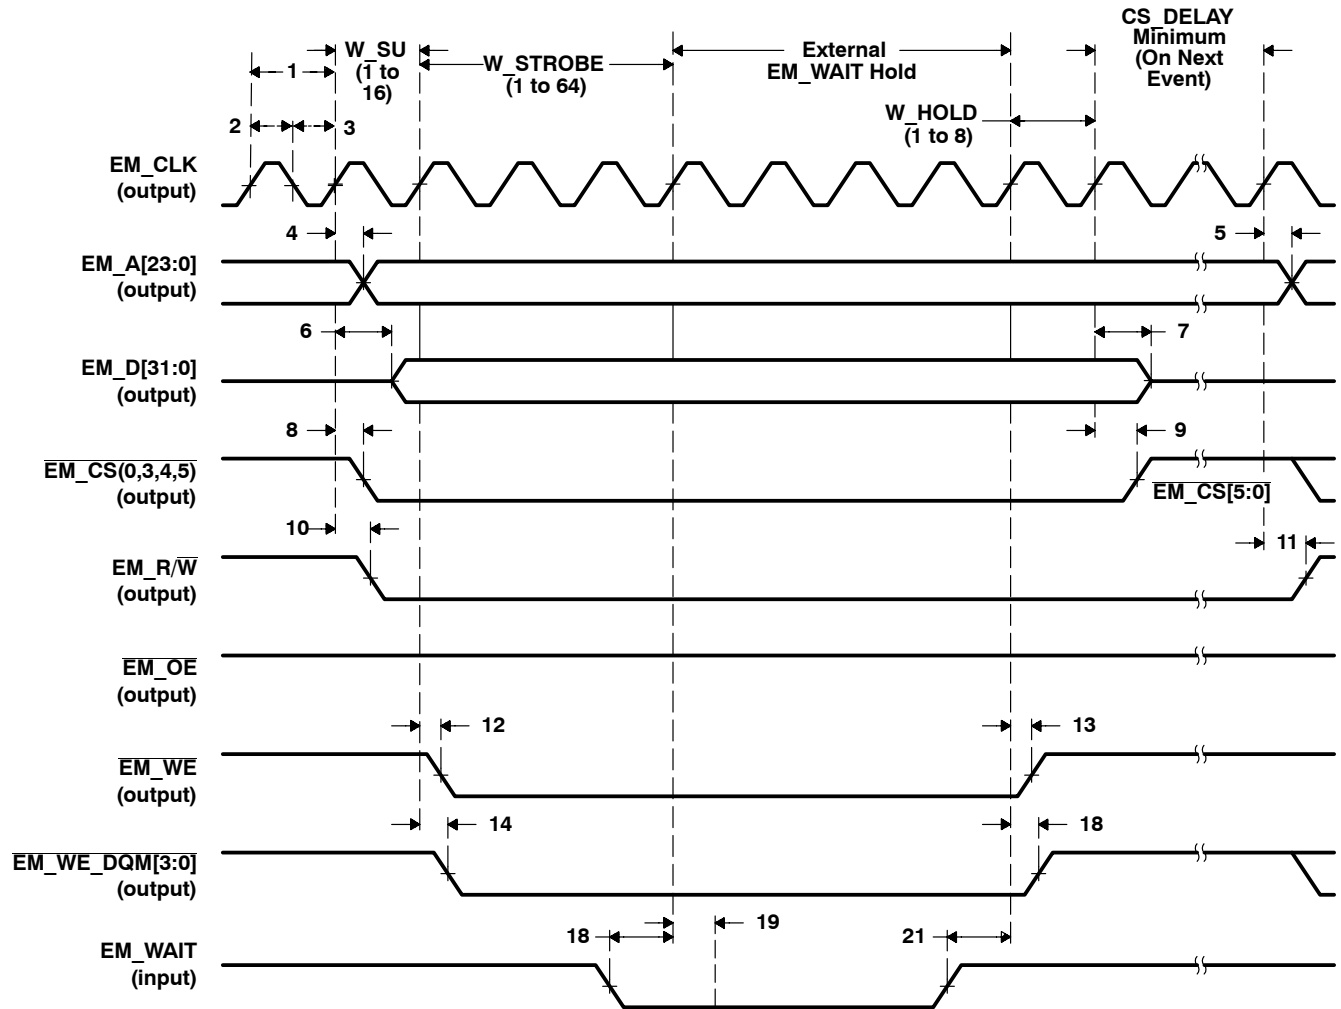 CS_DELAY
Minimum
(On Next
Event)
W_SU
(1 to
16)
W_STROBE
(1 to 64)
External
EM_WAIT Hold
W_HOLD
(1 to 8)
1
2
3
EM_CLK
(output)
4
5
EM_A[23:0]
(output)
6
7
EM_D[31:0]
(output)
8
9
EM_CS(0,3,4,5)
(output)
EM_CS[5:0]
10
11
EM_R/W
(output)
EM_OE
(output)
12
13
EM_WE
(output)
14
18
EM_WE_DQM[3:0]
(output)
18
19
21
EM_WAIT
(input)